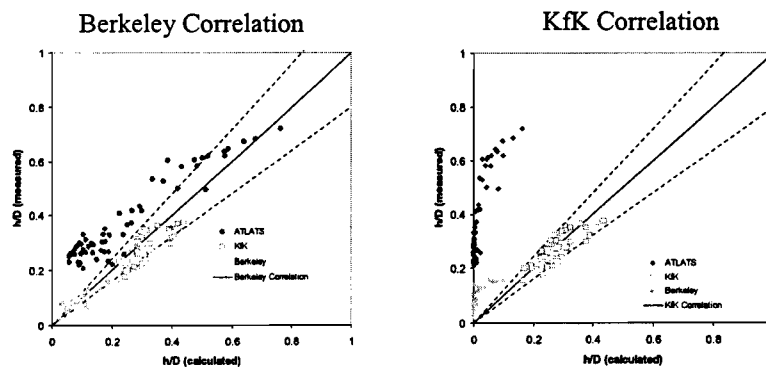 Berkeley Correlation
KfK Correlation
1
0.8
0.6
0.4
0.2
0
h/D (measured)
ATLATS
KfK
Berkeley
Berkeley Correlation
0
0.2
0.4
0.6
0.8
1
h/D (calculated)
1
0.8
0.6
0.4
0.2
0
h/D (measured)
ATLATS
KfK
Berkeley
KfK Correlation
0
0.2
0.4
0.6
0.8
h/D (calculated)